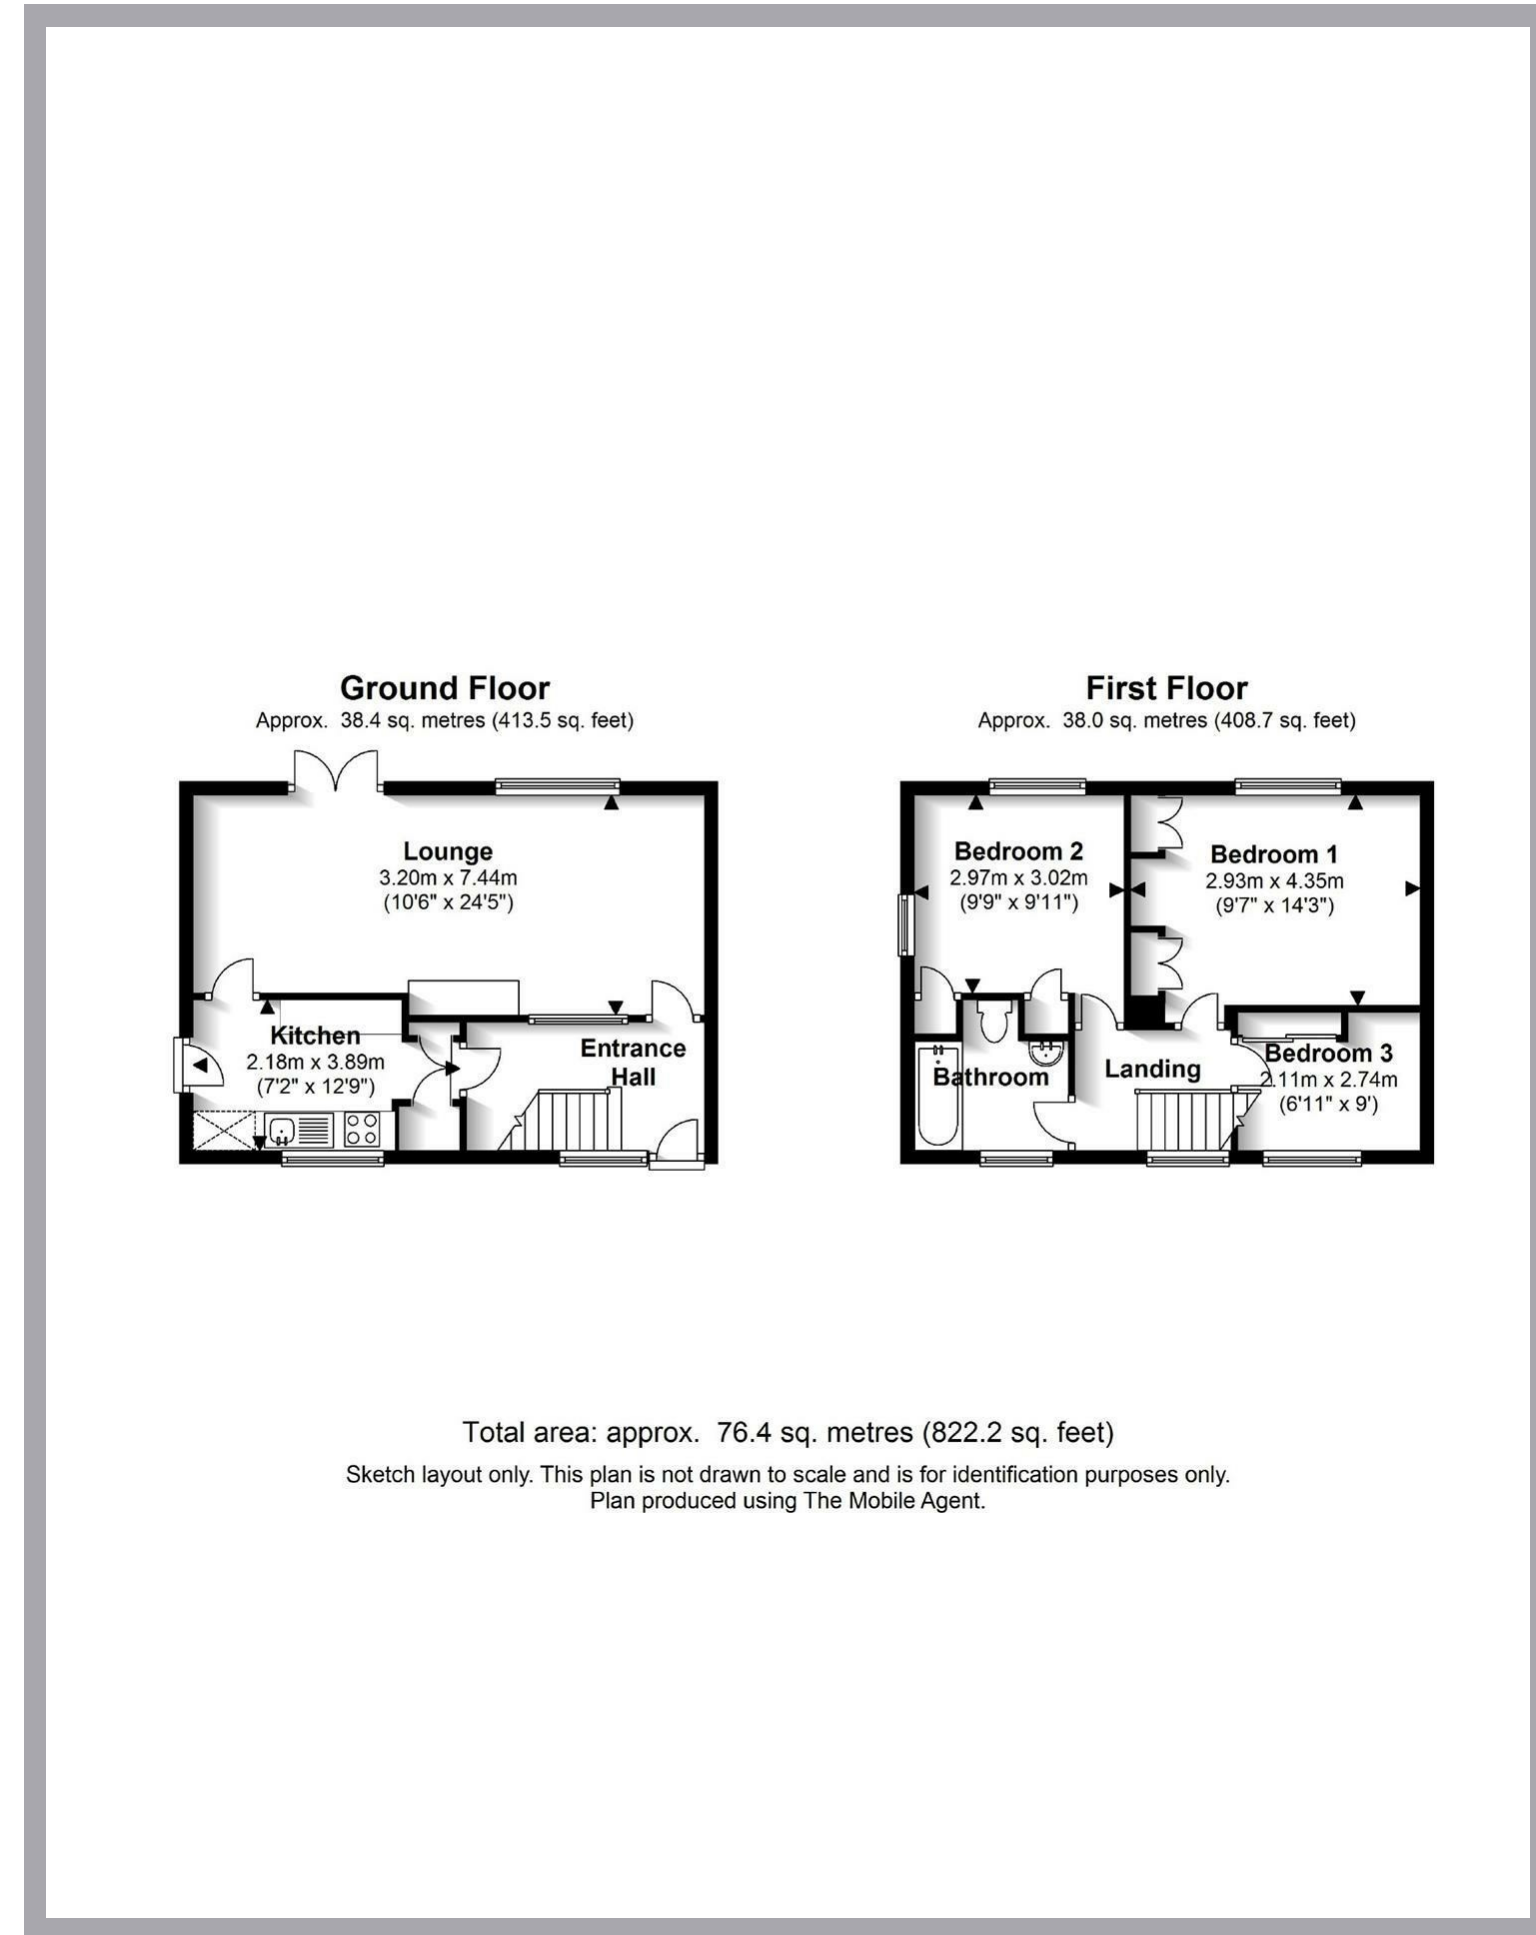 Ground Floor
Approx. 38.4 sq. metres (413.5 sq. feet)
Lounge
3.20m x 7.44m
(10'6" x 24'5")
Kitchen
2.18m x 3.89m
(7'2" x 12'9")
Entrance
Hall
First Floor
Approx. 38.0 sq. metres (408.7 sq. feet)
Bedroom 2
2.97m x 3.02m
(9'9" x 9'11")
Bedroom 1
2.93m x 4.35m
(9'7" x 14'3")
Bathroom
Landing
Bedroom 3
2.11m x 2.74m
(6'11" x 9')
Total area: approx. 76.4 sq. metres (822.2 sq. feet)
Sketch layout only. This plan is not drawn to scale and is for identification purposes only.
Plan produced using The Mobile Agent.